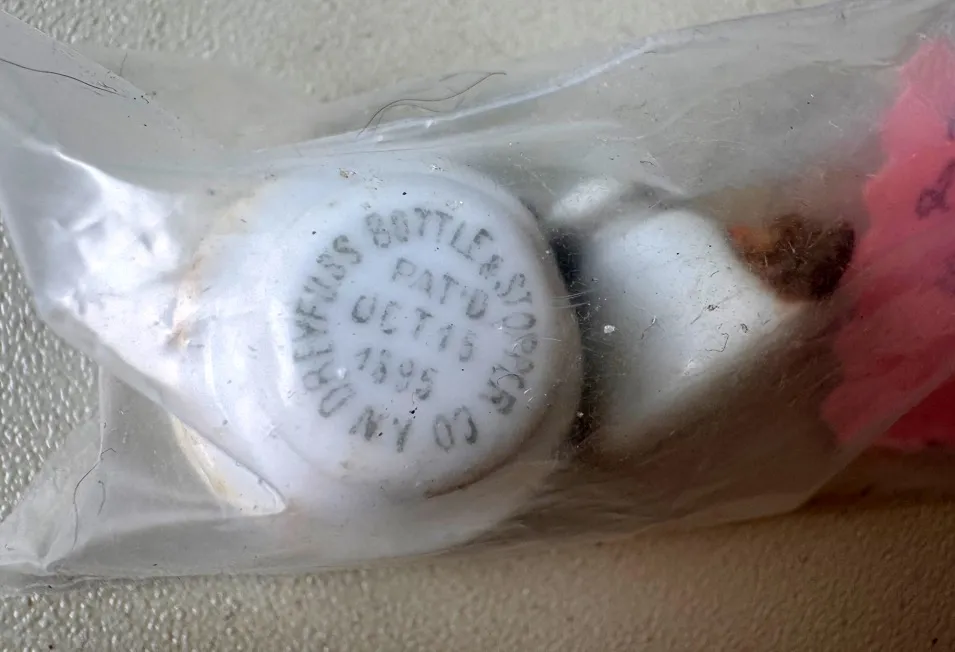 DREYFUSS BOTTLE & STOPPER CO
PAT'D
OCT 15
1895